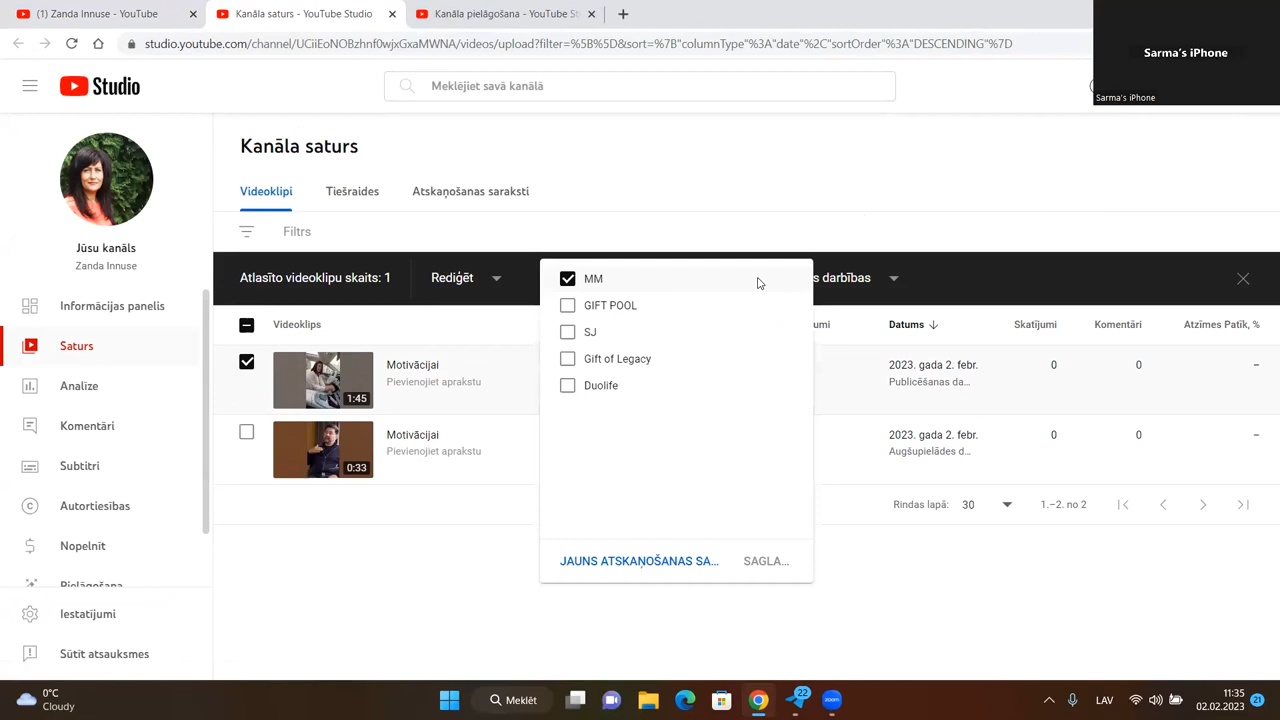 (1) Zanda Innuse - YouTube
Kanāla saturs - YouTube Studio
Kanāla pielāgošana - YouTube St
studio.youtube.com/channel/UCiiEoNOBzhnf0wjxGxaMWNA/videos/upload?filter=%5B%5D&sort=%7B"columnType"%3A"date"%2C"sortOrder"%3A"DESCENDING"%7D
Sarma's iPhone
Sarma's iPhone
Studio
Meklējiet savā kanālā
Jūsu kanāls
Zanda Innuse
Informācijas panelis
Saturs
Analīze
Komentāri
Subtitri
Autortiesības
Nopelnīt
Pielāgošana
Iestatījumi
Sūtīt atsauksmes
Kanāla saturs
Videoklipi
Tiešraides
Atskaņošanas saraksti
Filtrs
Atlasīto videoklipu skaits: 1
Rediģēt
s darbības
MM
GIFT POOL
SJ
Gift of Legacy
Duolife
JAUNS ATSKAŅOŠANAS SA...
SAGLA...
Videoklips
umi
Datums
Skatījumi
Komentāri
Atzīmes Patīk, %
1:45
Motivācijai
Pievienojiet aprakstu
2023. gada 2. febr.
Publicēšanas da...
0
0
–
0:33
Motivācijai
Pievienojiet aprakstu
2023. gada 2. febr.
Augšupielādes d...
0
0
–
Rindas lapā:
30
1.–2. no 2
0°C
Cloudy
Meklēt
22
zoom
LAV
11:35
02.02.2023
21